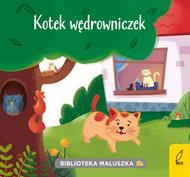 Kotek wędrowniczek
BIBLIOTEKA MALUSZKA